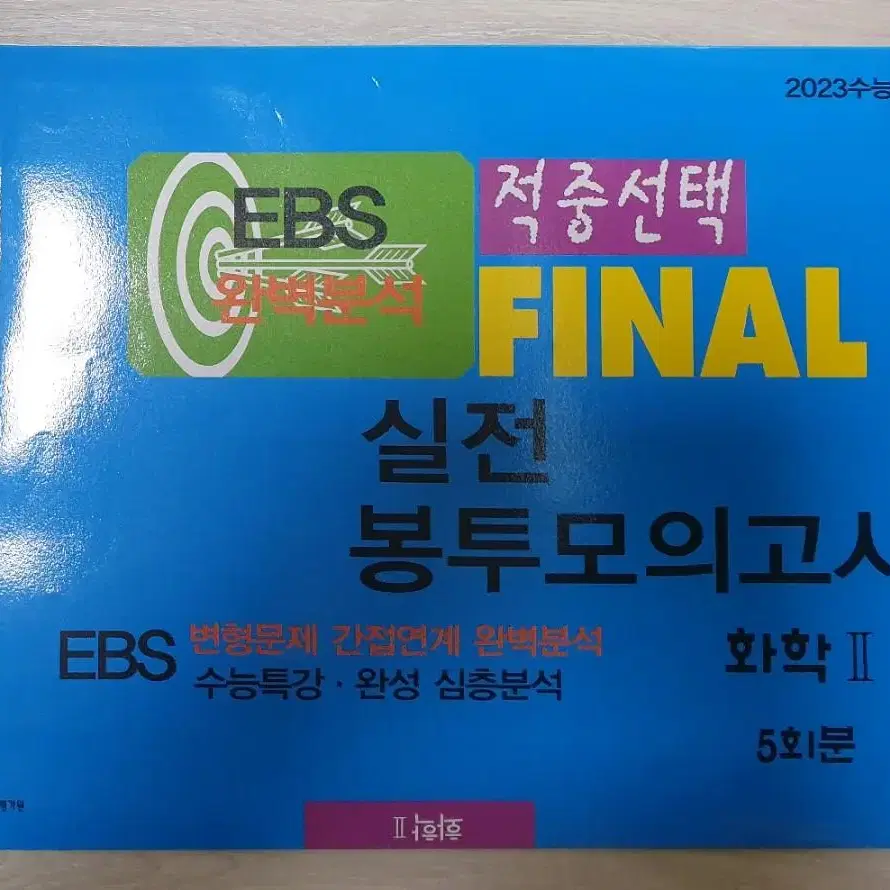 2023수능
EBS
완벽분석
적중선택
FINAL
실전
봉투모의고사
EBS 변형문제 간접연계 완벽분석
수능특강·완성 심층분석
화학 II
5회분
화학 II